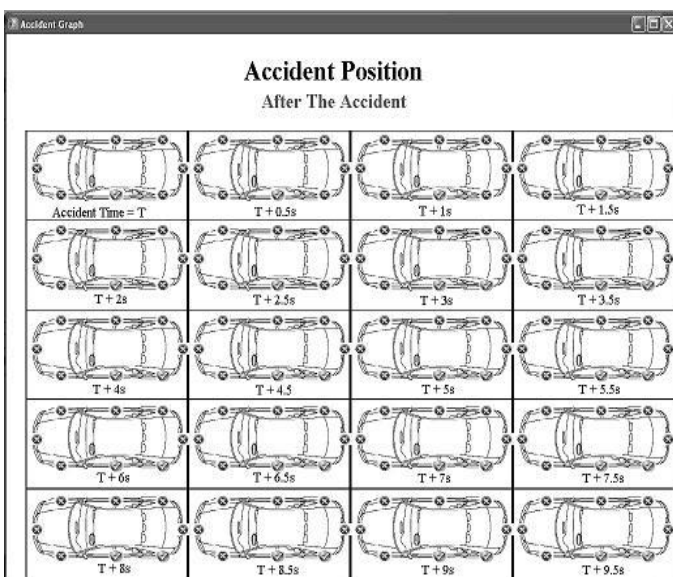 Accident Graph
Accident Position
After The Accident
Accident Time = T
T + 0.5s
T + 1s
T + 1.5s
T + 2s
T + 2.5s
T + 3s
T + 3.5s
T + 4s
T + 4.5
T + 5s
T + 5.5s
T + 6s
T + 6.5s
T + 7s
T + 7.5s
T + 8s
T + 8.5s
T + 9s
T + 9.5s